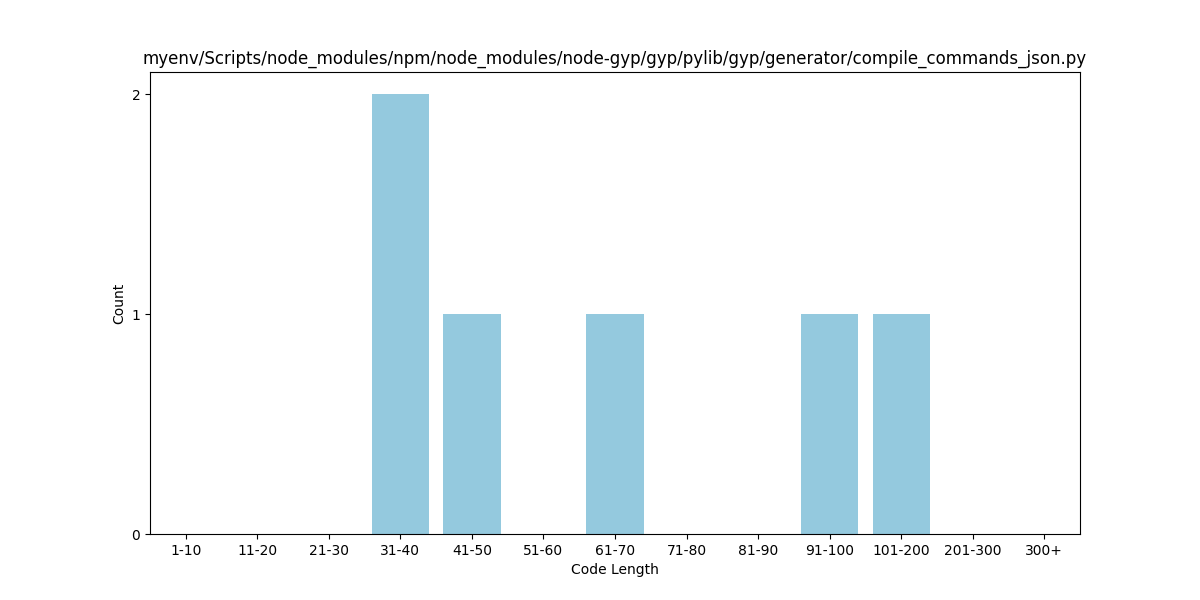 myenv/Scripts/node_modules/npm/node_modules/node-gyp/gyp/pylib/gyp/generator/compile_commands_json.py
Count
2
1
0
1-10 11-20 21-30 31-40 41-50 51-60 61-70 71-80 81-90 91-100 101-200 201-300 300+
Code Length